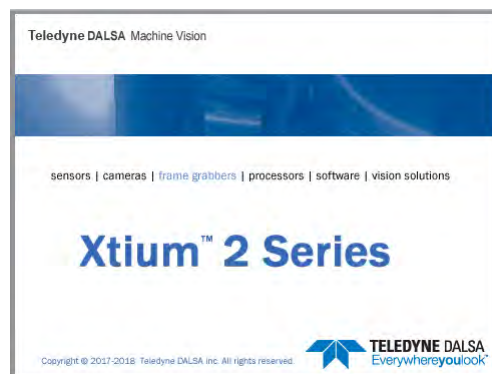 Teledyne DALSA Machine Vision
sensors | cameras | frame grabbers | processors | software | vision solutions
Xtium™ 2 Series
Copyright © 2017-2018 Teledyne DALSA inc. All rights reserved
TELEDYNE DALSA
Everywhereyoulook™